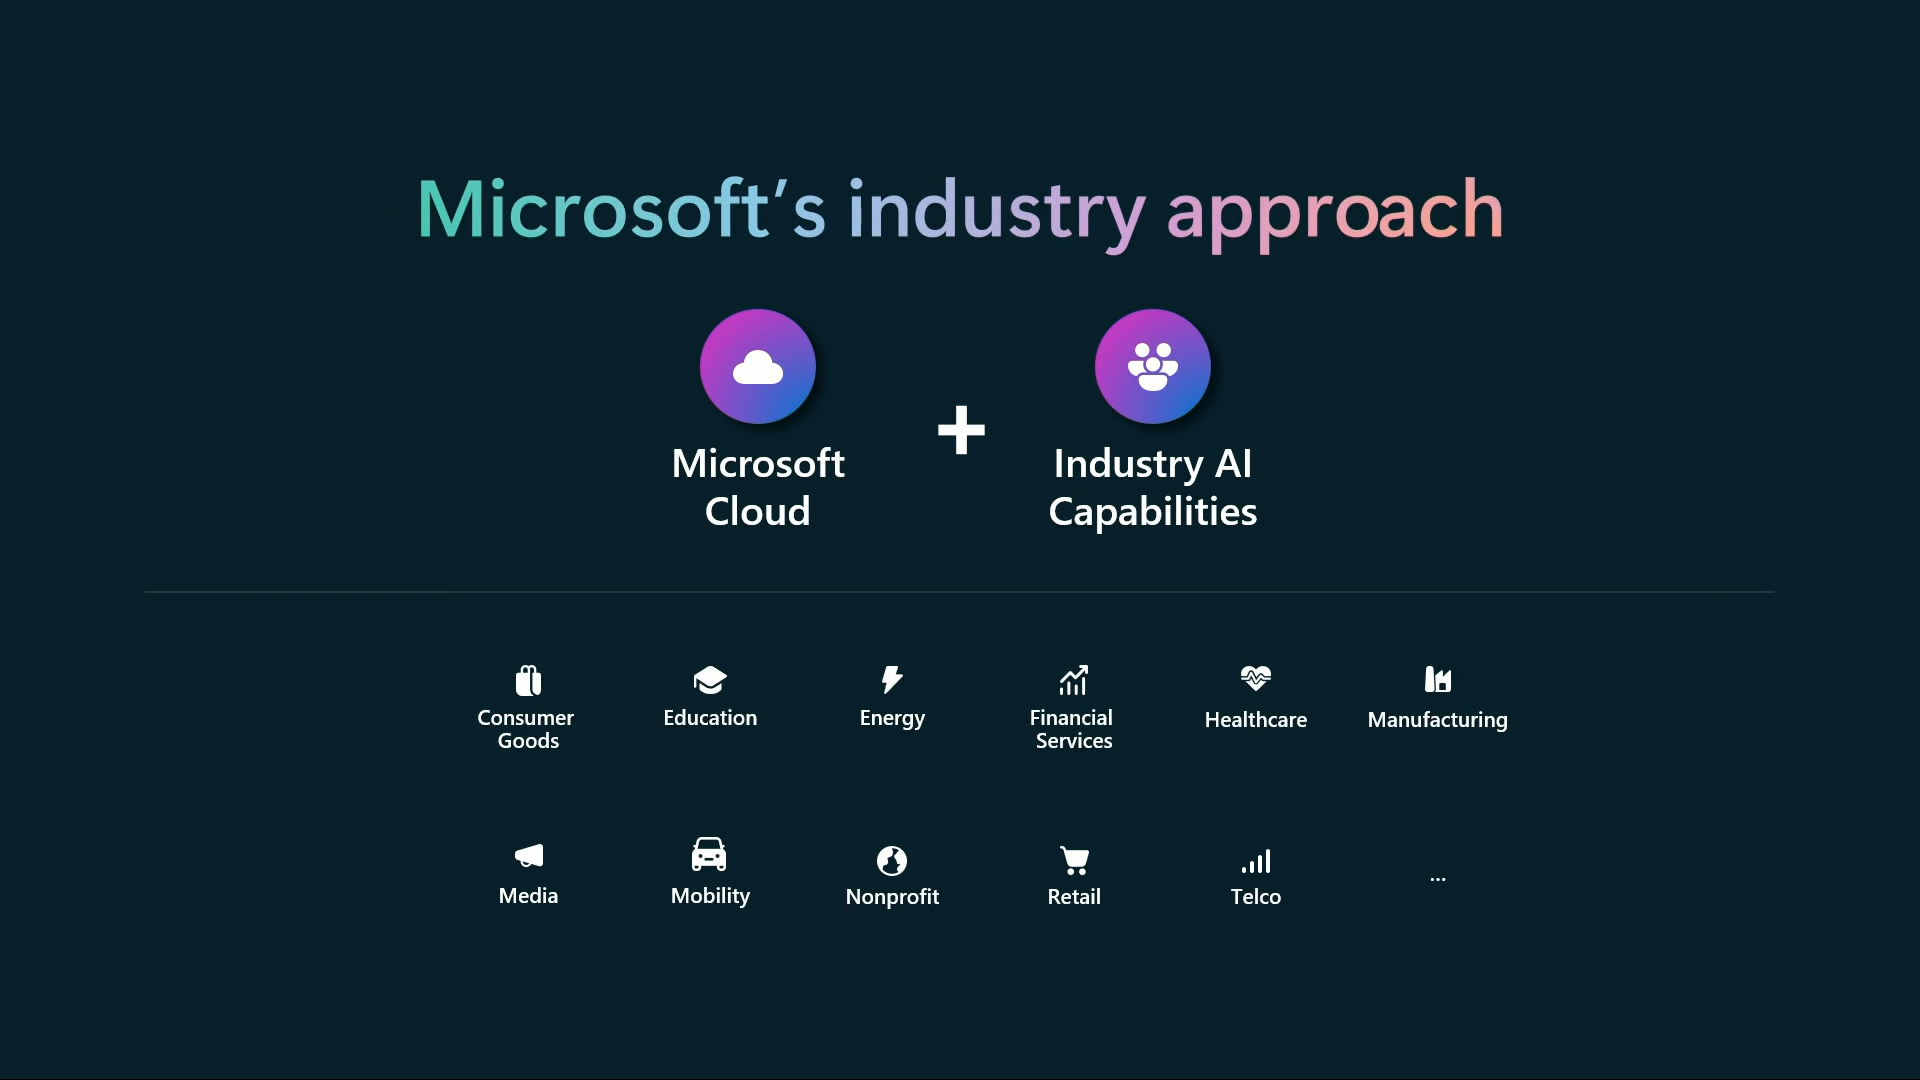 Microsoft’s industry approach
Microsoft
Cloud
+
Industry AI
Capabilities
Consumer
Goods
Education
Energy
Financial
Services
Healthcare
Manufacturing
Media
Mobility
Nonprofit
Retail
Telco
...